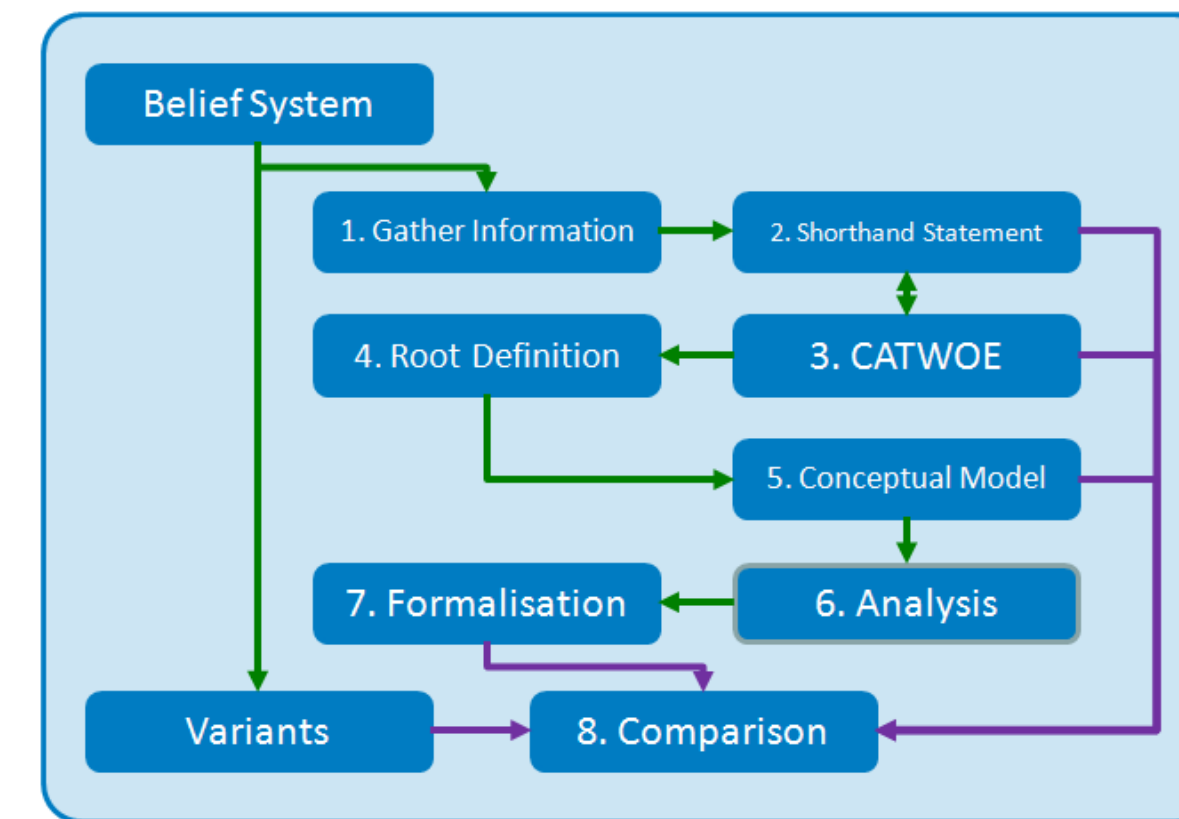 Belief System
1. Gather Information
2. Shorthand Statement
4. Root Definition
3. CATWOE
5. Conceptual Model
7. Formalisation
6. Analysis
Variants
8. Comparison